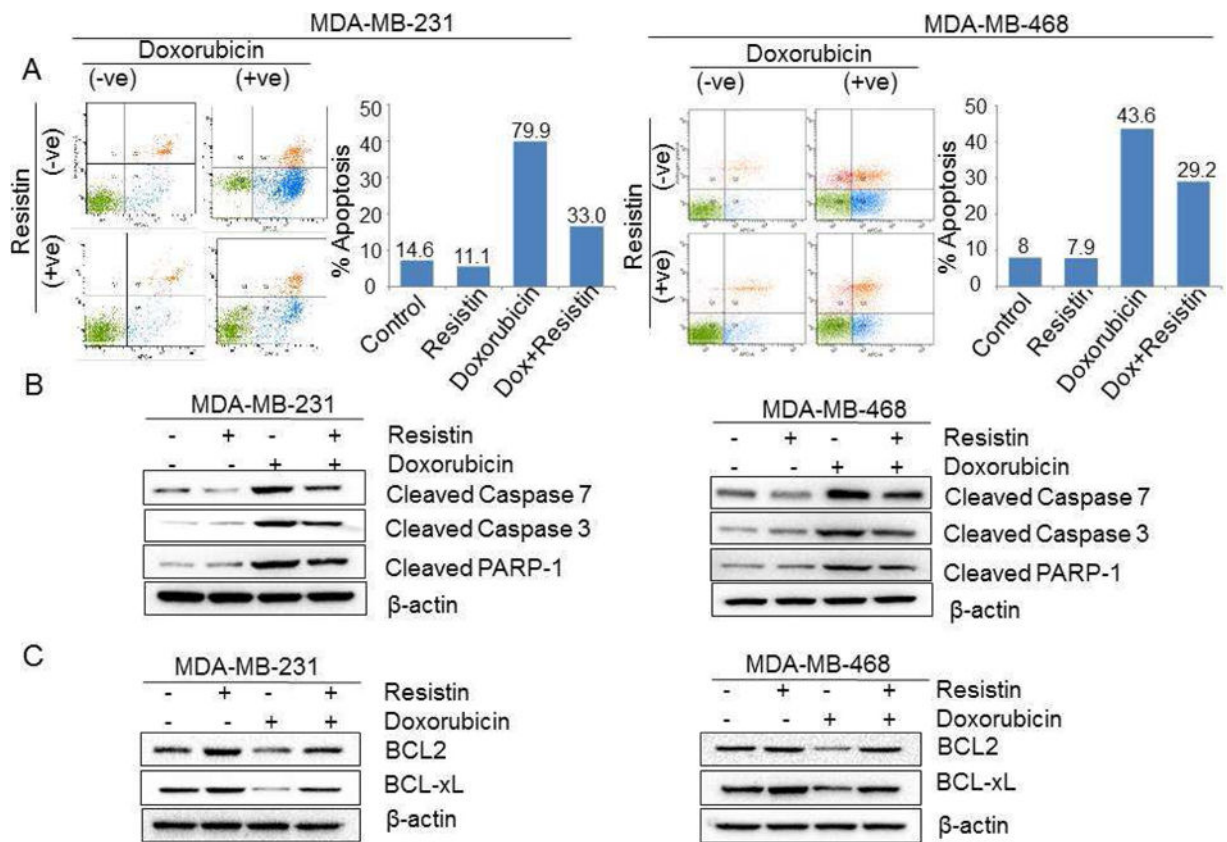 MDA-MB-231
MDA-MB-468
A
Doxorubicin
(-ve) (+ve)
Resistin
(-ve)
(+ve)
% Apoptosis
50
40
30
20
10
0
14.6
11.1
79.9
33.0
Control
Resistin
Doxorubicin
Dox+Resistin
Doxorubicin
(-ve) (+ve)
Resistin
(-ve)
(+ve)
% Apoptosis
50
40
30
20
10
0
8
7.9
43.6
29.2
Control
Resistin
Doxorubicin
Dox+Resistin
B
MDA-MB-231
- + - + Resistin
- - + + Doxorubicin
Cleaved Caspase 7
Cleaved Caspase 3
Cleaved PARP-1
β-actin
MDA-MB-468
- + - + Resistin
- - + + Doxorubicin
Cleaved Caspase 7
Cleaved Caspase 3
Cleaved PARP-1
β-actin
C
MDA-MB-231
- + - + Resistin
- - + + Doxorubicin
BCL2
BCL-xL
β-actin
MDA-MB-468
- + - + Resistin
- - + + Doxorubicin
BCL2
BCL-xL
β-actin